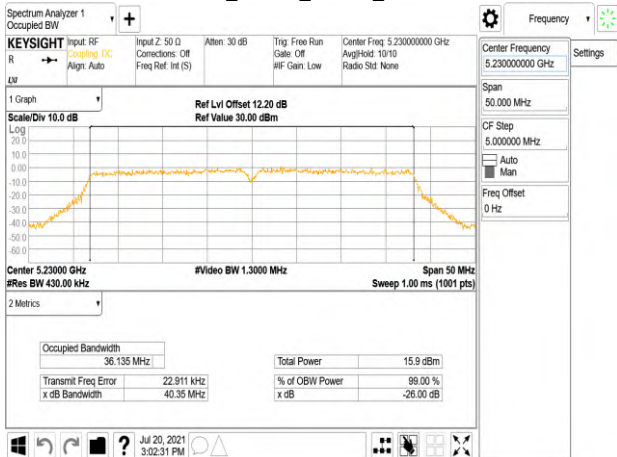 Spectrum Analyzer 1
Occupied BW
Frequency
KEYSIGHT Input: RF Input Z: 50 Ω Atten: 30 dB Trig: Free Run Center Freq: 5.230000000 GHz
R Coupling: DC Corrections: Off Gate: Off Avg|Hold: 10/10
Align: Auto Freq Ref: Int (S) #IF Gain: Low Radio Std: None
Center Frequency
5.230000000 GHz
Settings
Span
50.000 MHz
CF Step
5.000000 MHz
Auto
Man
Freq Offset
0 Hz
1 Graph
Ref Lvl Offset 12.20 dB
Scale/Div 10.0 dB Ref Value 30.00 dBm
Log
20.0
10.0
0.00
-10.0
-20.0
-30.0
-40.0
-50.0
-60.0
Center 5.23000 GHz #Video BW 1.3000 MHz Span 50 MHz
#Res BW 430.00 kHz Sweep 1.00 ms (1001 pts)
2 Metrics
Occupied Bandwidth
36.135 MHz Total Power 15.9 dBm
Transmit Freq Error 22.911 kHz % of OBW Power 99.00 %
x dB Bandwidth 40.35 MHz x dB -26.00 dB
Jul 20, 2021
3:02:31 PM